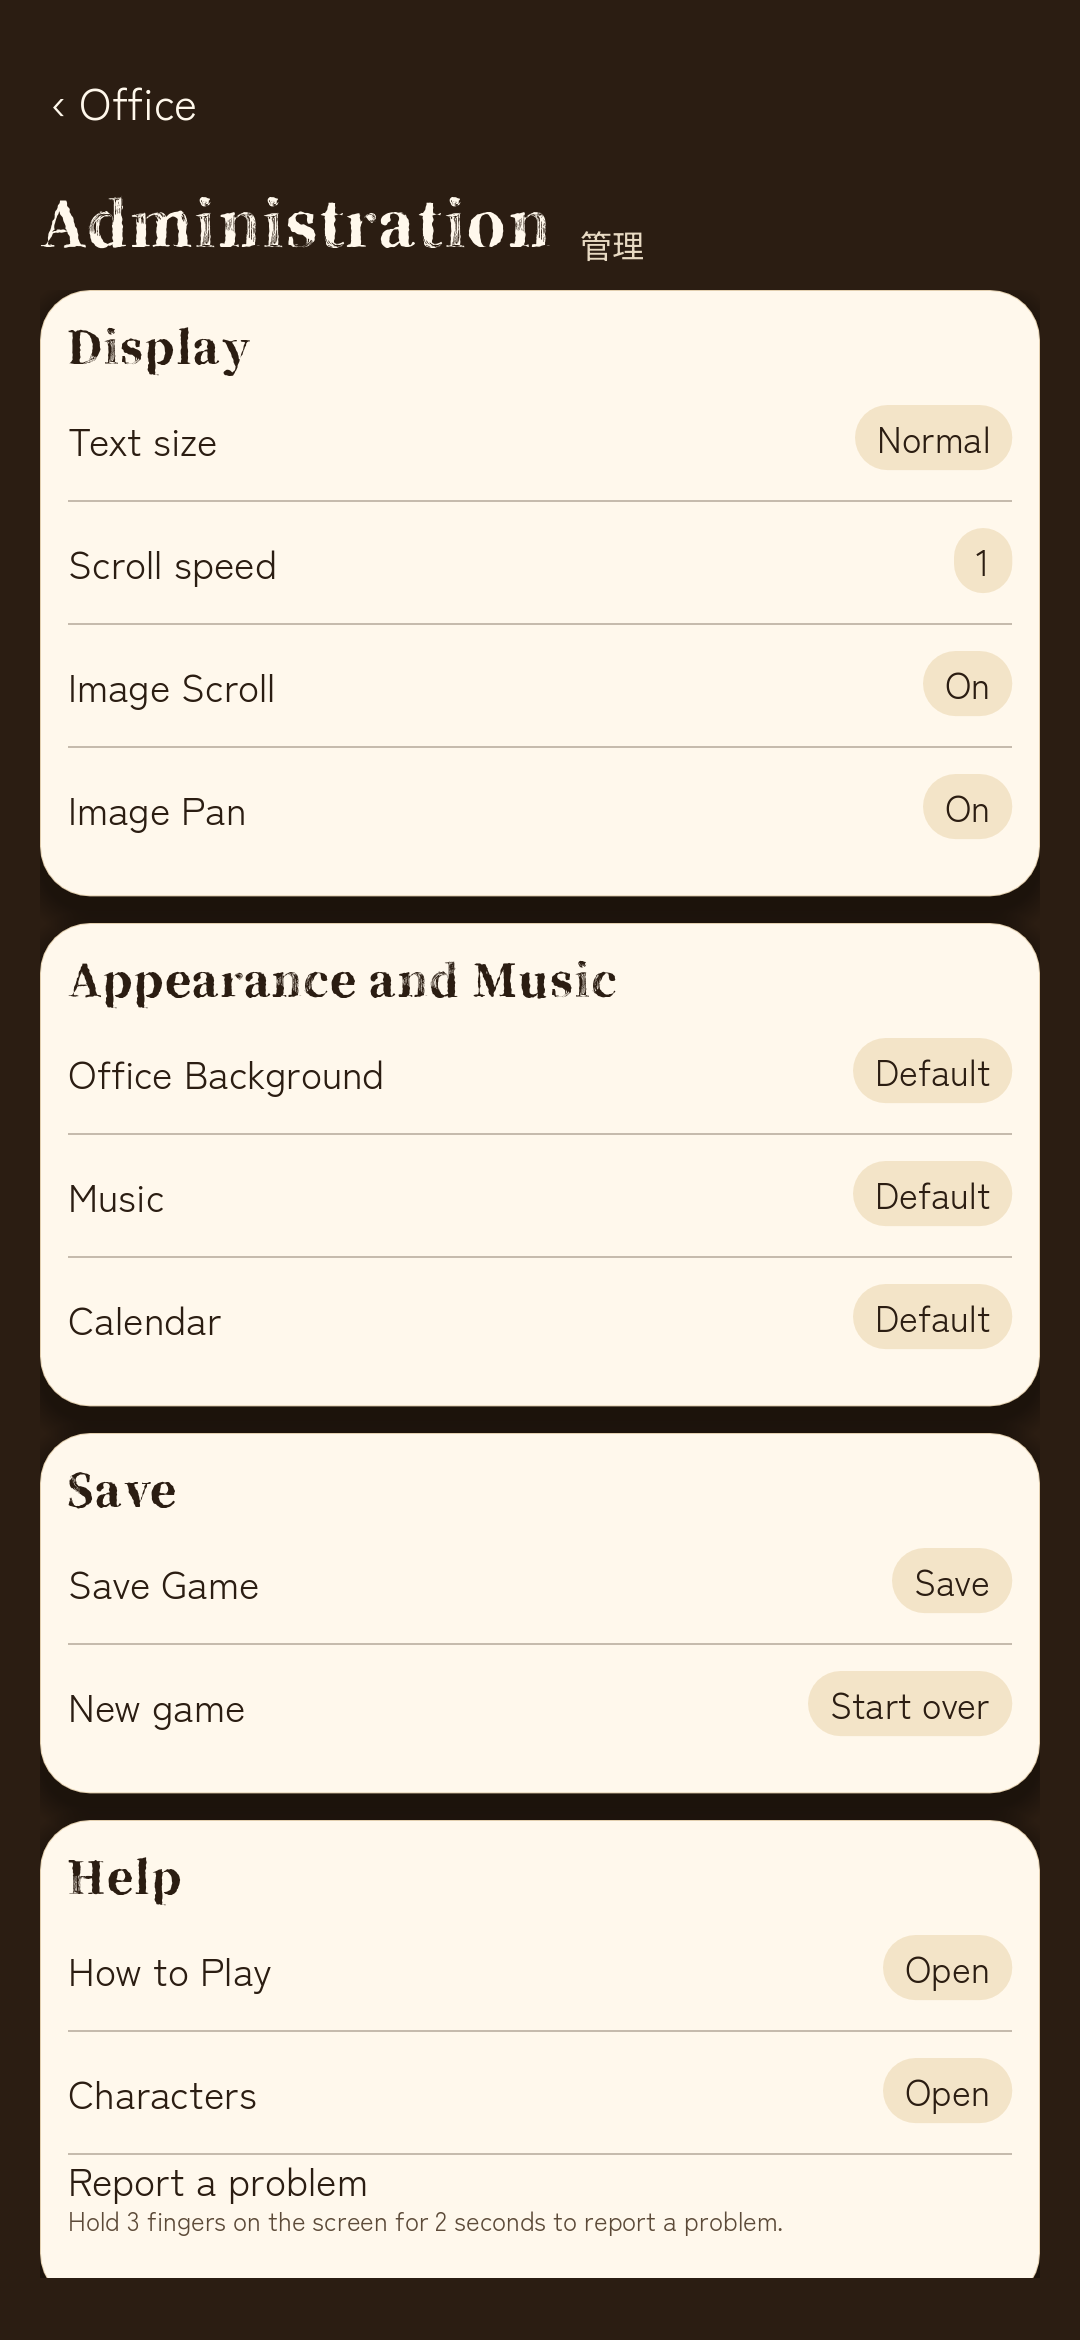 ‹ Office
Administration 管理
Display
Text size Normal
Scroll speed 1
Image Scroll On
Image Pan On
Appearance and Music
Office Background Default
Music Default
Calendar Default
Save
Save Game Save
New game Start over
Help
How to Play Open
Characters Open
Report a problem
Hold 3 fingers on the screen for 2 seconds to report a problem.